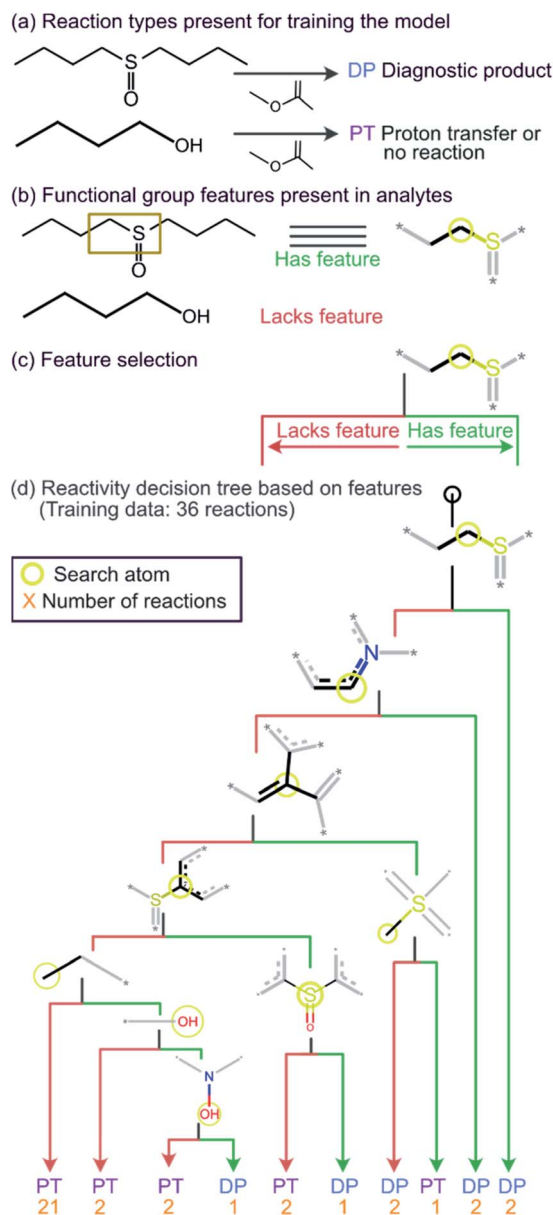 (a) Reaction types present for training the model
S
O
O
DP Diagnostic product
OH
O
PT Proton transfer or
no reaction
(b) Functional group features present in analytes
S
O
Has feature
* S *
*
OH
Lacks feature
(c) Feature selection
* S *
*
Lacks feature Has feature
(d) Reactivity decision tree based on features
(Training data: 36 reactions)
* S *
*
Search atom
X Number of reactions
*
N *
*
* *
* *
*
* *
S *
*
S
*
OH
S
O
N
OH
PT PT PT DP PT DP DP PT DP DP
21 2 2 1 2 1 2 1 2 2